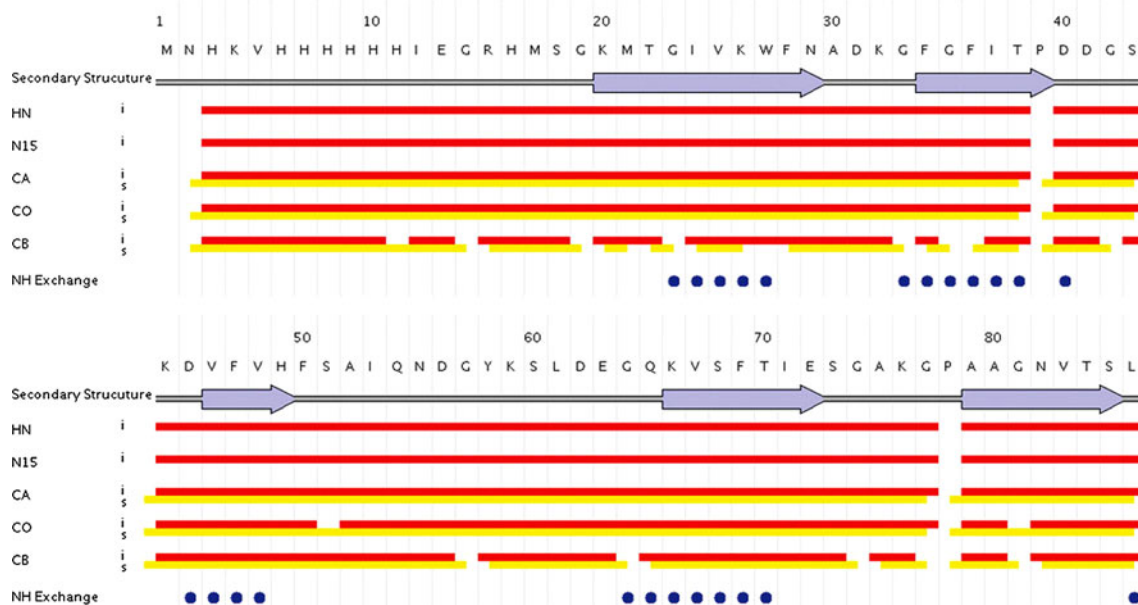 1 10 20 30 40
M N H K V H H H H H H I E G R H M S G K M T G I V K W F N A D K G F G F I T P D D G S
Secondary Strucuture
HN i
N15 i
CA i
s
CO i
s
CB i
s
NH Exchange
50 60 70 80
K D V F V H F S A I Q N D G Y K S L D E G Q K V S F T I E S G A K G P A A G N V T S L
Secondary Strucuture
HN i
N15 i
CA i
s
CO i
s
CB i
s
NH Exchange